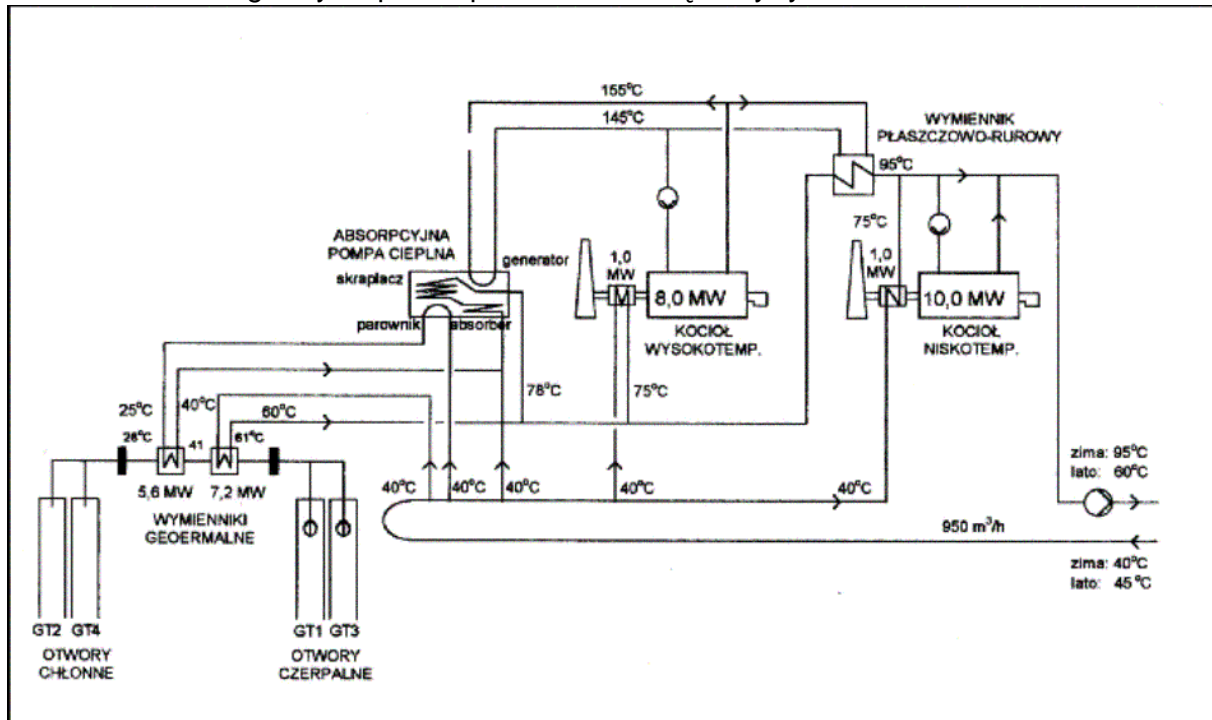 155°C
145°C
WYMIENNIK
PŁASZCZOWO-RUROWY
95°C
75°C
ABSORPCYJNA
POMPA CIEPLNA
generator
skraplacz
parownik
absorber
1,0
MW
8,0 MW
KOCIOŁ
WYSOKOTEMP.
1,0
MW
10,0 MW
KOCIOŁ
NISKOTEMP.
78°C
75°C
25°C
40°C
60°C
26°C
41
61°C
5,6 MW
7,2 MW
WYMIENNIKI
GEOERMALNE
40°C
40°C
40°C
40°C
40°C
zima: 95°C
lato: 60°C
950 m³/h
zima: 40°C
lato: 45 °C
GT2
GT4
OTWORY
CHŁONNE
GT1
GT3
OTWORY
CZERPALNE